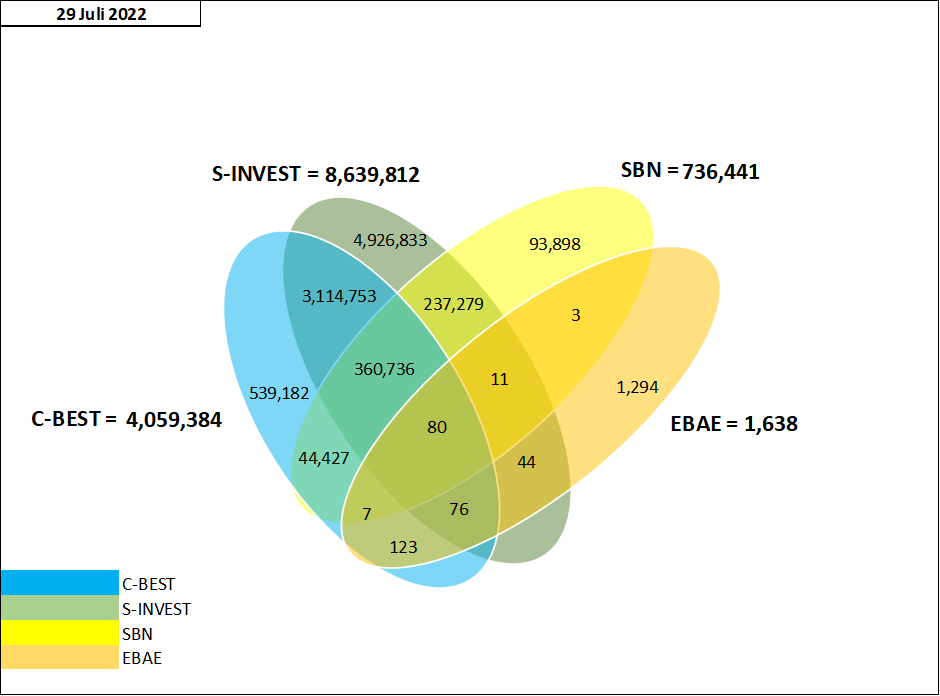 29 Juli 2022
S-INVEST = 8,639,812
SBN = 736,441
4,926,833
93,898
3,114,753
237,279
3
360,736
11
1,294
539,182
C-BEST = 4,059,384
EBAE = 1,638
80
44,427
44
7
76
123
C-BEST
S-INVEST
SBN
EBAE